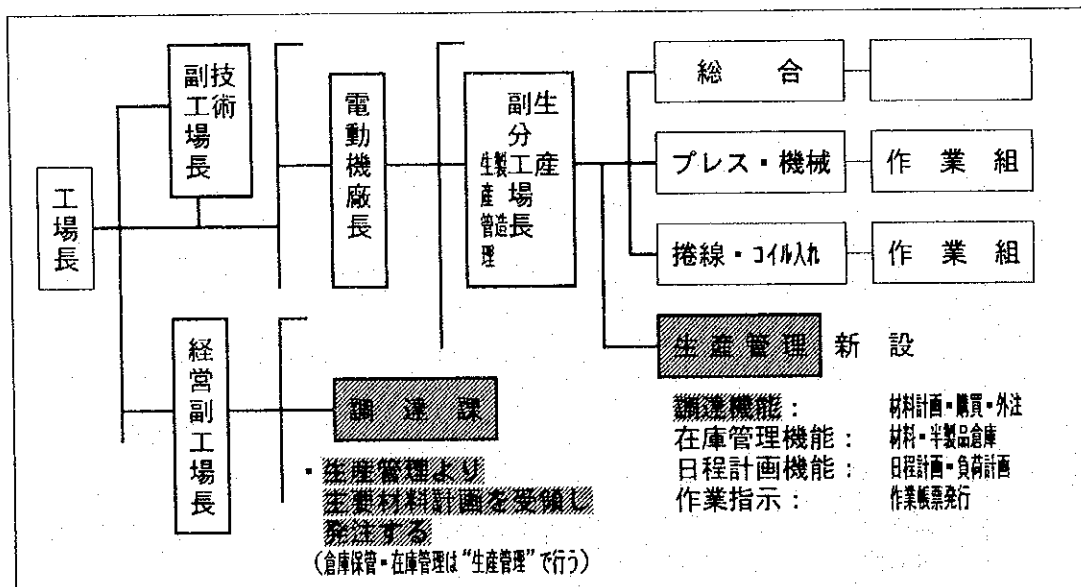 工場長
技術
副工場長
経営副工場長
電動機廠長
生産
副分工場長
製造
生産管理
総合
プレス・機械
作業組
捲線・コイル入れ
作業組
生産管理 新設
調達機能: 材料計画・購買・外注
在庫管理機能: 材料・半製品倉庫
日程計画機能: 日程計画・負荷計画
作業指示: 作業帳票発行
調達課
・生産管理より
主要材料計画を受領し
発注する
(倉庫保管・在庫管理は“生産管理”で行う)